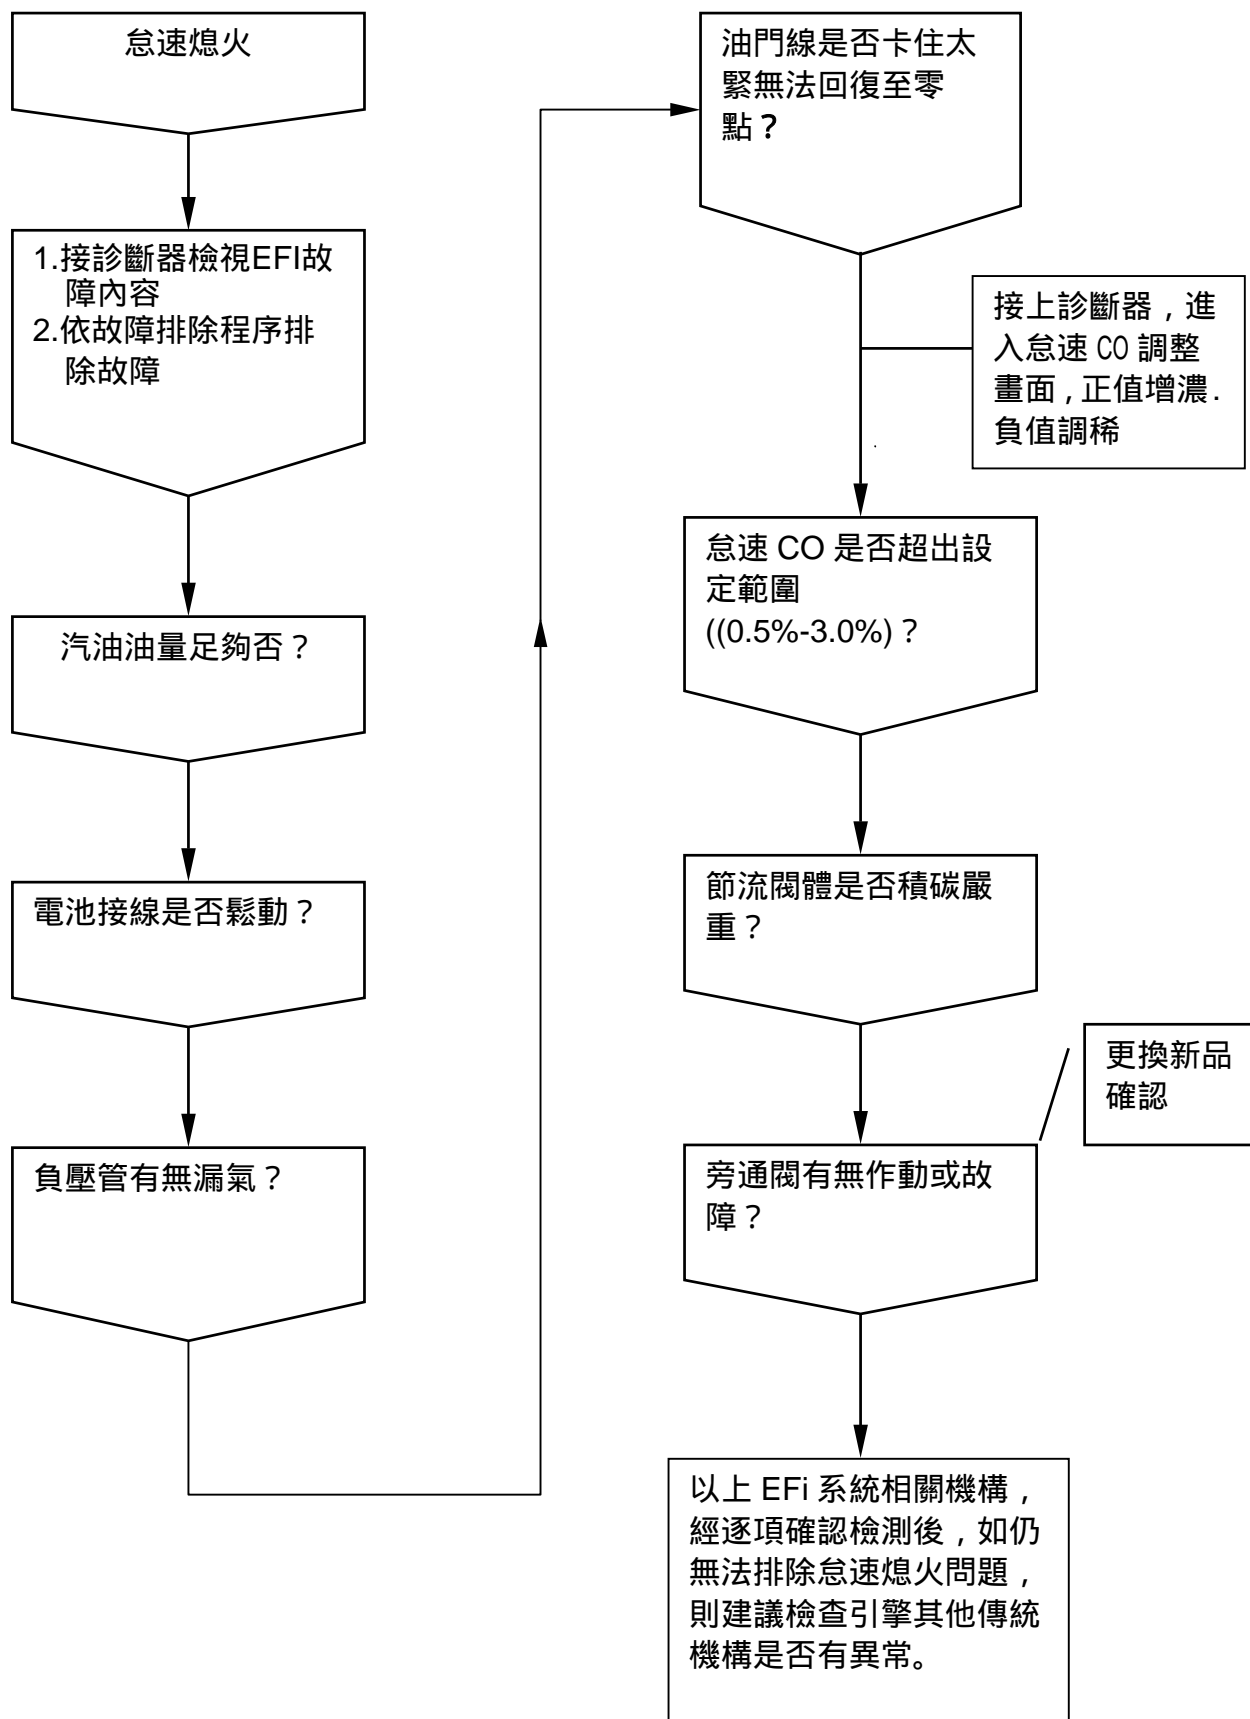 怠速熄火
1.接診斷器檢視EFI故
障內容
2.依故障排除程序排
除故障
汽油油量足夠否？
電池接線是否鬆動？
負壓管有無漏氣？
油門線是否卡住太
緊無法回復至零
點？
接上診斷器，進
入怠速 CO 調整
畫面，正值增濃．
負值調稀
怠速 CO 是否超出設
定範圍
((0.5%-3.0%)？
節流閥體是否積碳嚴
重？
更換新品
確認
旁通閥有無作動或故
障？
以上 EFi 系統相關機構，
經逐項確認檢測後，如仍
無法排除怠速熄火問題，
則建議檢查引擎其他傳統
機構是否有異常。